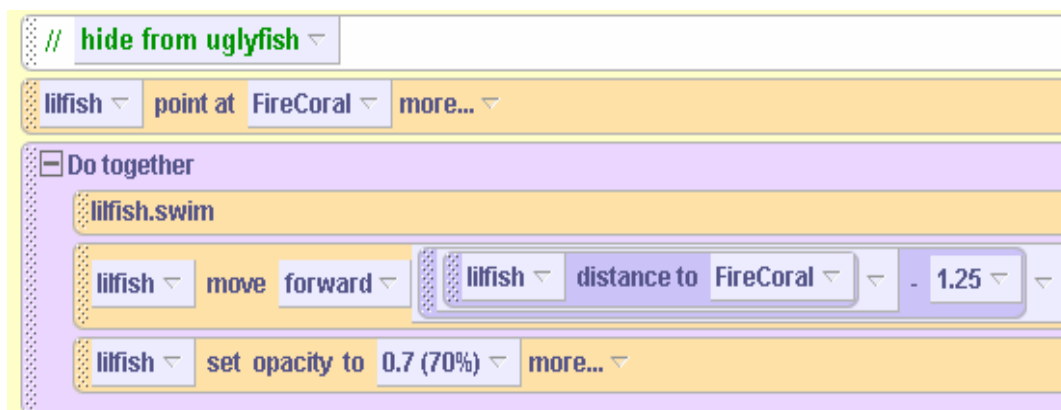 // hide from uglyfish
lilfish point at FireCoral more...
Do together
lilfish.swim
lilfish move forward lilfish distance to FireCoral - 1.25
lilfish set opacity to 0.7 (70%) more...